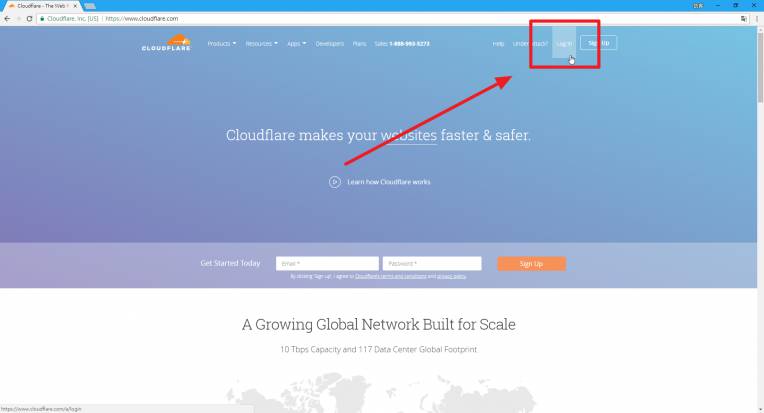 Cloudflare - The Web
Cloudflare, Inc. [US] | https://www.cloudflare.com
CLOUDFLARE
Products Resources Apps Developers Plans Sales: 1-888-993-5273 Help Under Attack? Log In Sign Up
Cloudflare makes your websites faster & safer.
Learn how Cloudflare works
Get Started Today Email * Password * Sign Up
By clicking 'Sign up', I agree to Cloudflare's terms and conditions and privacy policy.
A Growing Global Network Built for Scale
10 Tbps Capacity and 117 Data Center Global Footprint
https://www.cloudflare.com/a/login